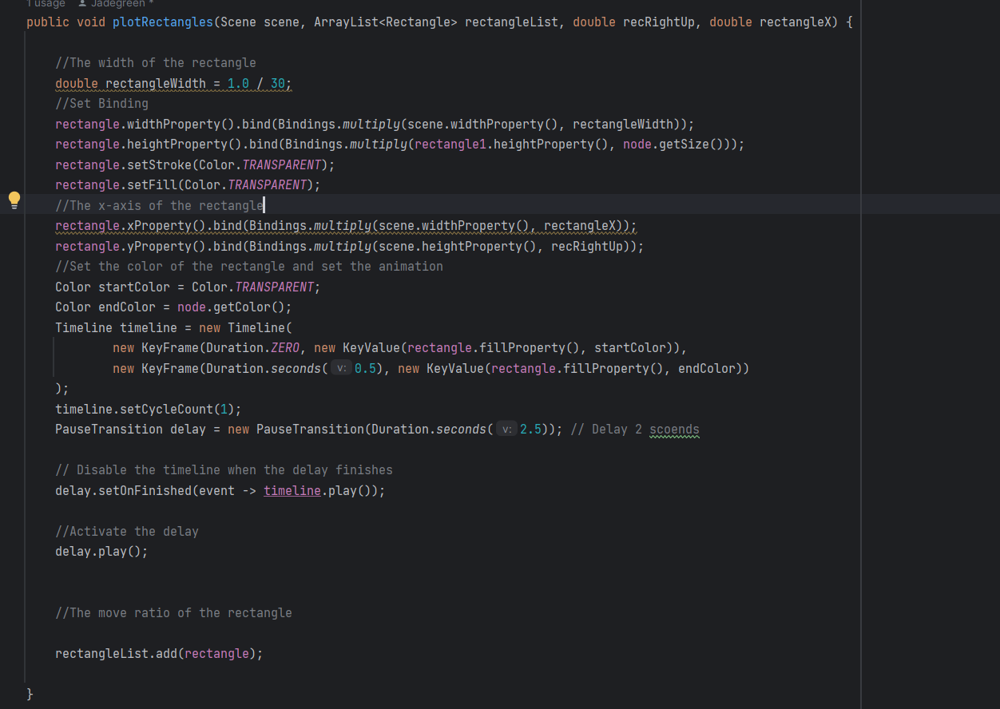 1 usage Jadegreen *
public void plotRectangles(Scene scene, ArrayList<Rectangle> rectangleList, double recRightUp, double rectangleX) {
//The width of the rectangle
double rectangleWidth = 1.0 / 30;
//Set Binding
rectangle.widthProperty().bind(Bindings.multiply(scene.widthProperty(), rectangleWidth));
rectangle.heightProperty().bind(Bindings.multiply(rectangle1.heightProperty(), node.getSize()));
rectangle.setStroke(Color.TRANSPARENT);
rectangle.setFill(Color.TRANSPARENT);
//The x-axis of the rectangle
rectangle.xProperty().bind(Bindings.multiply(scene.widthProperty(), rectangleX));
rectangle.yProperty().bind(Bindings.multiply(scene.heightProperty(), recRightUp));
//Set the color of the rectangle and set the animation
Color startColor = Color.TRANSPARENT;
Color endColor = node.getColor();
Timeline timeline = new Timeline(
new KeyFrame(Duration.ZERO, new KeyValue(rectangle.fillProperty(), startColor)),
new KeyFrame(Duration.seconds( v: 0.5), new KeyValue(rectangle.fillProperty(), endColor))
);
timeline.setCycleCount(1);
PauseTransition delay = new PauseTransition(Duration.seconds( v: 2.5)); // Delay 2 scoends
// Disable the timeline when the delay finishes
delay.setOnFinished(event -> timeline.play());
//Activate the delay
delay.play();
//The move ratio of the rectangle
rectangleList.add(rectangle);
}